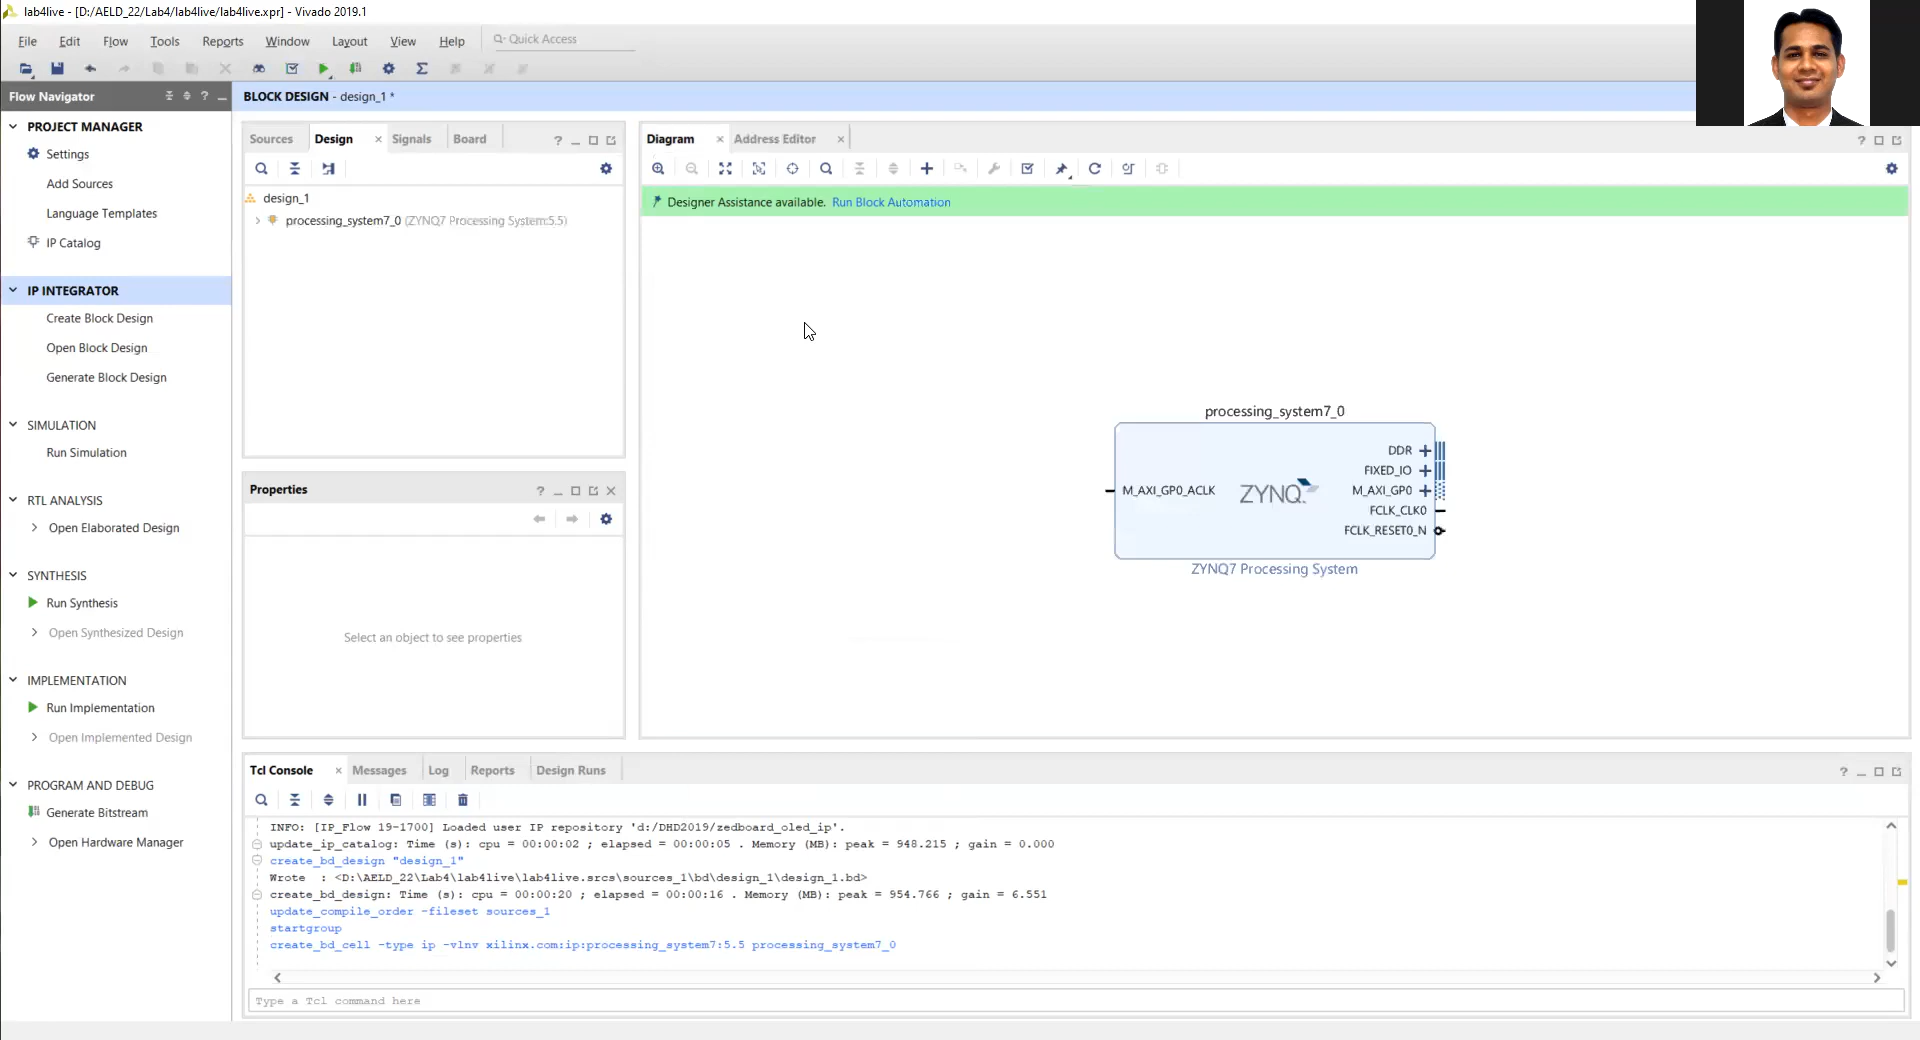 lab4live - [D:/AELD_22/Lab4/lab4live/lab4live.xpr] - Vivado 2019.1
File Edit Flow Tools Reports Window Layout View Help Quick Access
Flow Navigator
PROJECT MANAGER
Settings
Add Sources
Language Templates
IP Catalog
IP INTEGRATOR
Create Block Design
Open Block Design
Generate Block Design
SIMULATION
Run Simulation
RTL ANALYSIS
Open Elaborated Design
SYNTHESIS
Run Synthesis
Open Synthesized Design
IMPLEMENTATION
Run Implementation
Open Implemented Design
PROGRAM AND DEBUG
Generate Bitstream
Open Hardware Manager
BLOCK DESIGN - design_1 *
Sources Design Signals Board
design_1
processing_system7_0 (ZYNQ7 Processing System:5.5)
Properties
Select an object to see properties
Diagram Address Editor
Designer Assistance available. Run Block Automation
processing_system7_0
DDR
FIXED_IO
M_AXI_GP0_ACLK ZYNQ M_AXI_GP0
FCLK_CLK0
FCLK_RESET0_N
ZYNQ7 Processing System
Tcl Console Messages Log Reports Design Runs
INFO: [IP_Flow 19-1700] Loaded user IP repository 'd:/DHD2019/zedboard_oled_ip'.
update_ip_catalog: Time (s): cpu = 00:00:02 ; elapsed = 00:00:05 . Memory (MB): peak = 948.215 ; gain = 0.000
create_bd_design "design_1"
Wrote  : <D:\AELD_22\Lab4\lab4live\lab4live.srcs\sources_1\bd\design_1\design_1.bd>
create_bd_design: Time (s): cpu = 00:00:20 ; elapsed = 00:00:16 . Memory (MB): peak = 954.766 ; gain = 6.551
update_compile_order -fileset sources_1
startgroup
create_bd_cell -type ip -vlnv xilinx.com:ip:processing_system7:5.5 processing_system7_0
Type a Tcl command here